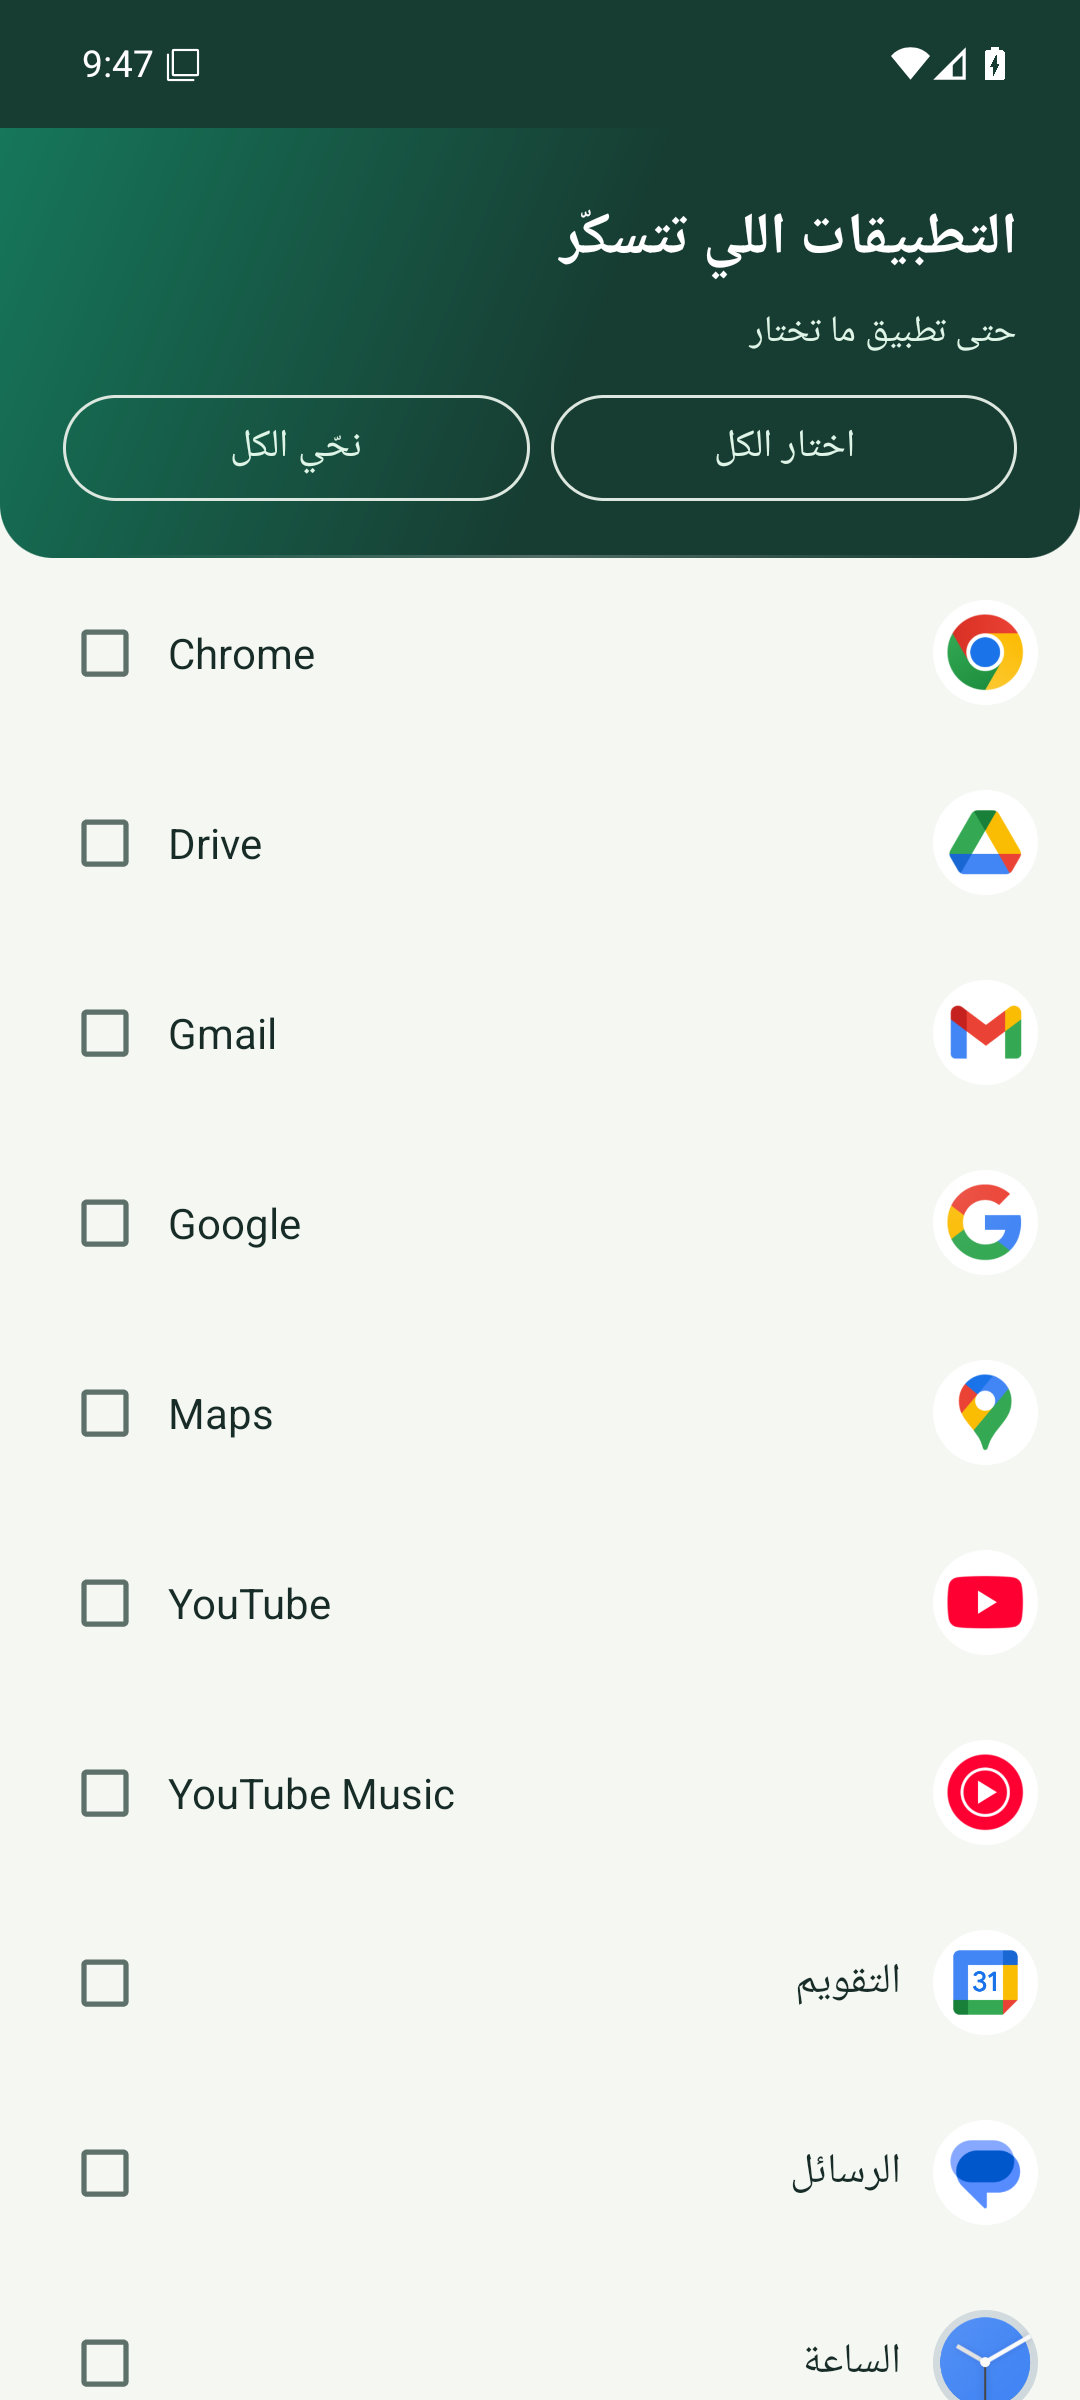 9:47
التطبيقات اللي تتسكّر
حتى تطبيق ما تختار
اختار الكل
نحّي الكل
Chrome
Drive
Gmail
Google
Maps
YouTube
YouTube Music
التقويم
31
الرسائل
الساعة